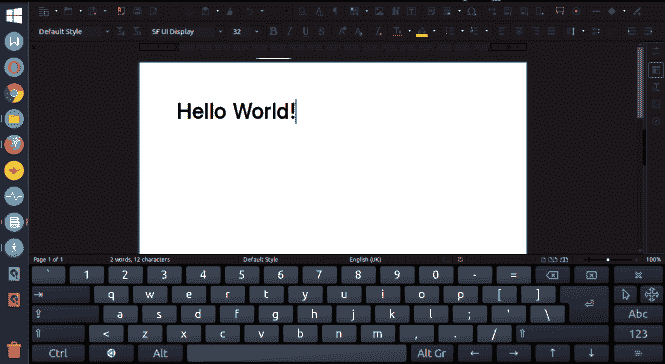 Default Style SF UI Display 32
Hello World!
Page 1 of 1 2 words, 12 characters Default Style English (UK) 100%
` 1 2 3 4 5 6 7 8 9 0 - =
q w e r t y u i o p [ ]
a s d f g h j k l ; ' \ Abc
< z x c v b n m , . / 123
Ctrl Alt Alt Gr